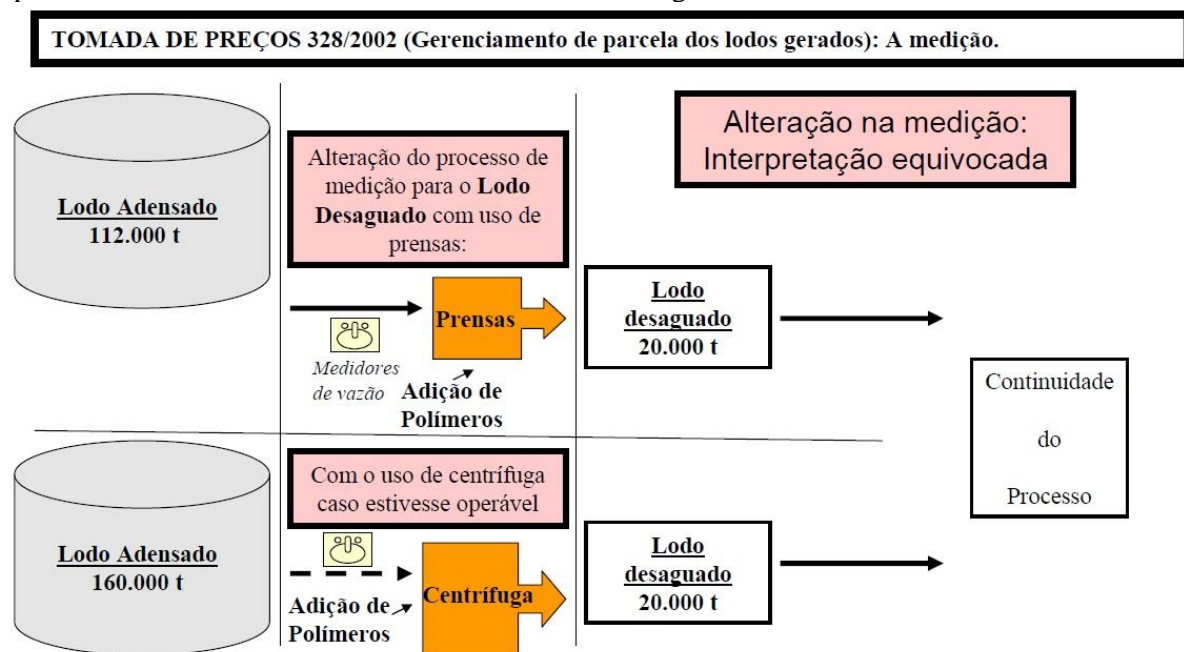 TOMADA DE PREÇOS 328/2002 (Gerenciamento de parcela dos lodos gerados): A medição.
Alteração na medição:
Interpretação equivocada
Lodo Adensado
112.000 t
Alteração do processo de
medição para o Lodo
Desaguado com uso de
prensas:
Medidores
de vazão
Prensas
Adição de
Polímeros
Lodo
desaguado
20.000 t
Continuidade
do
Processo
Lodo Adensado
160.000 t
Com o uso de centrífuga
caso estivesse operável
Adição de
Polímeros
Centrífuga
Lodo
desaguado
20.000 t